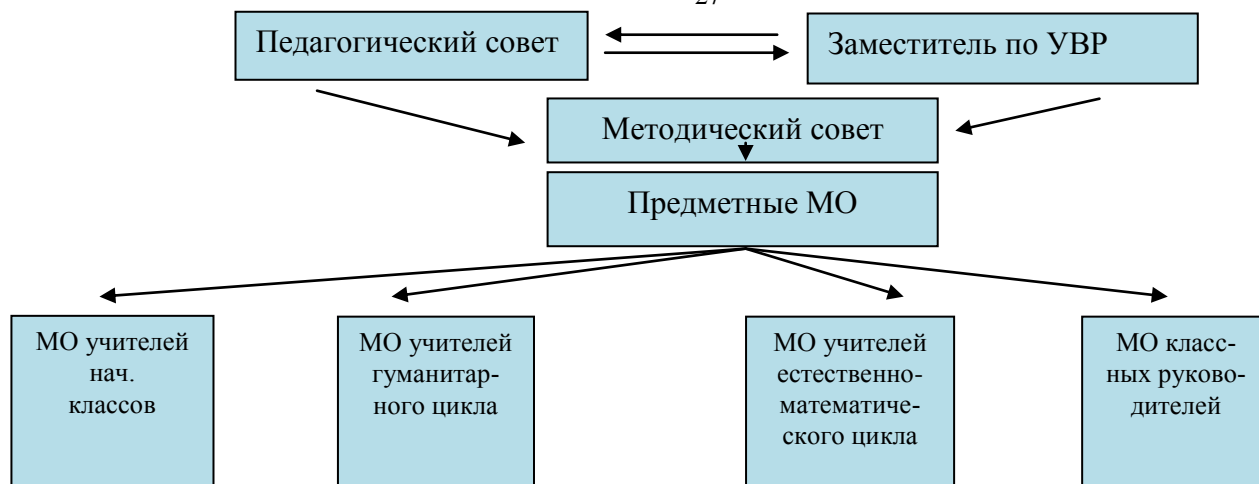 27
Педагогический совет
Заместитель по УВР
Методический совет
Предметные МО
МО учителей
нач.
классов
МО учителей
гуманитар-
ного цикла
МО учителей
естественно-
математиче-
ского цикла
МО класс-
ных руково-
дителей